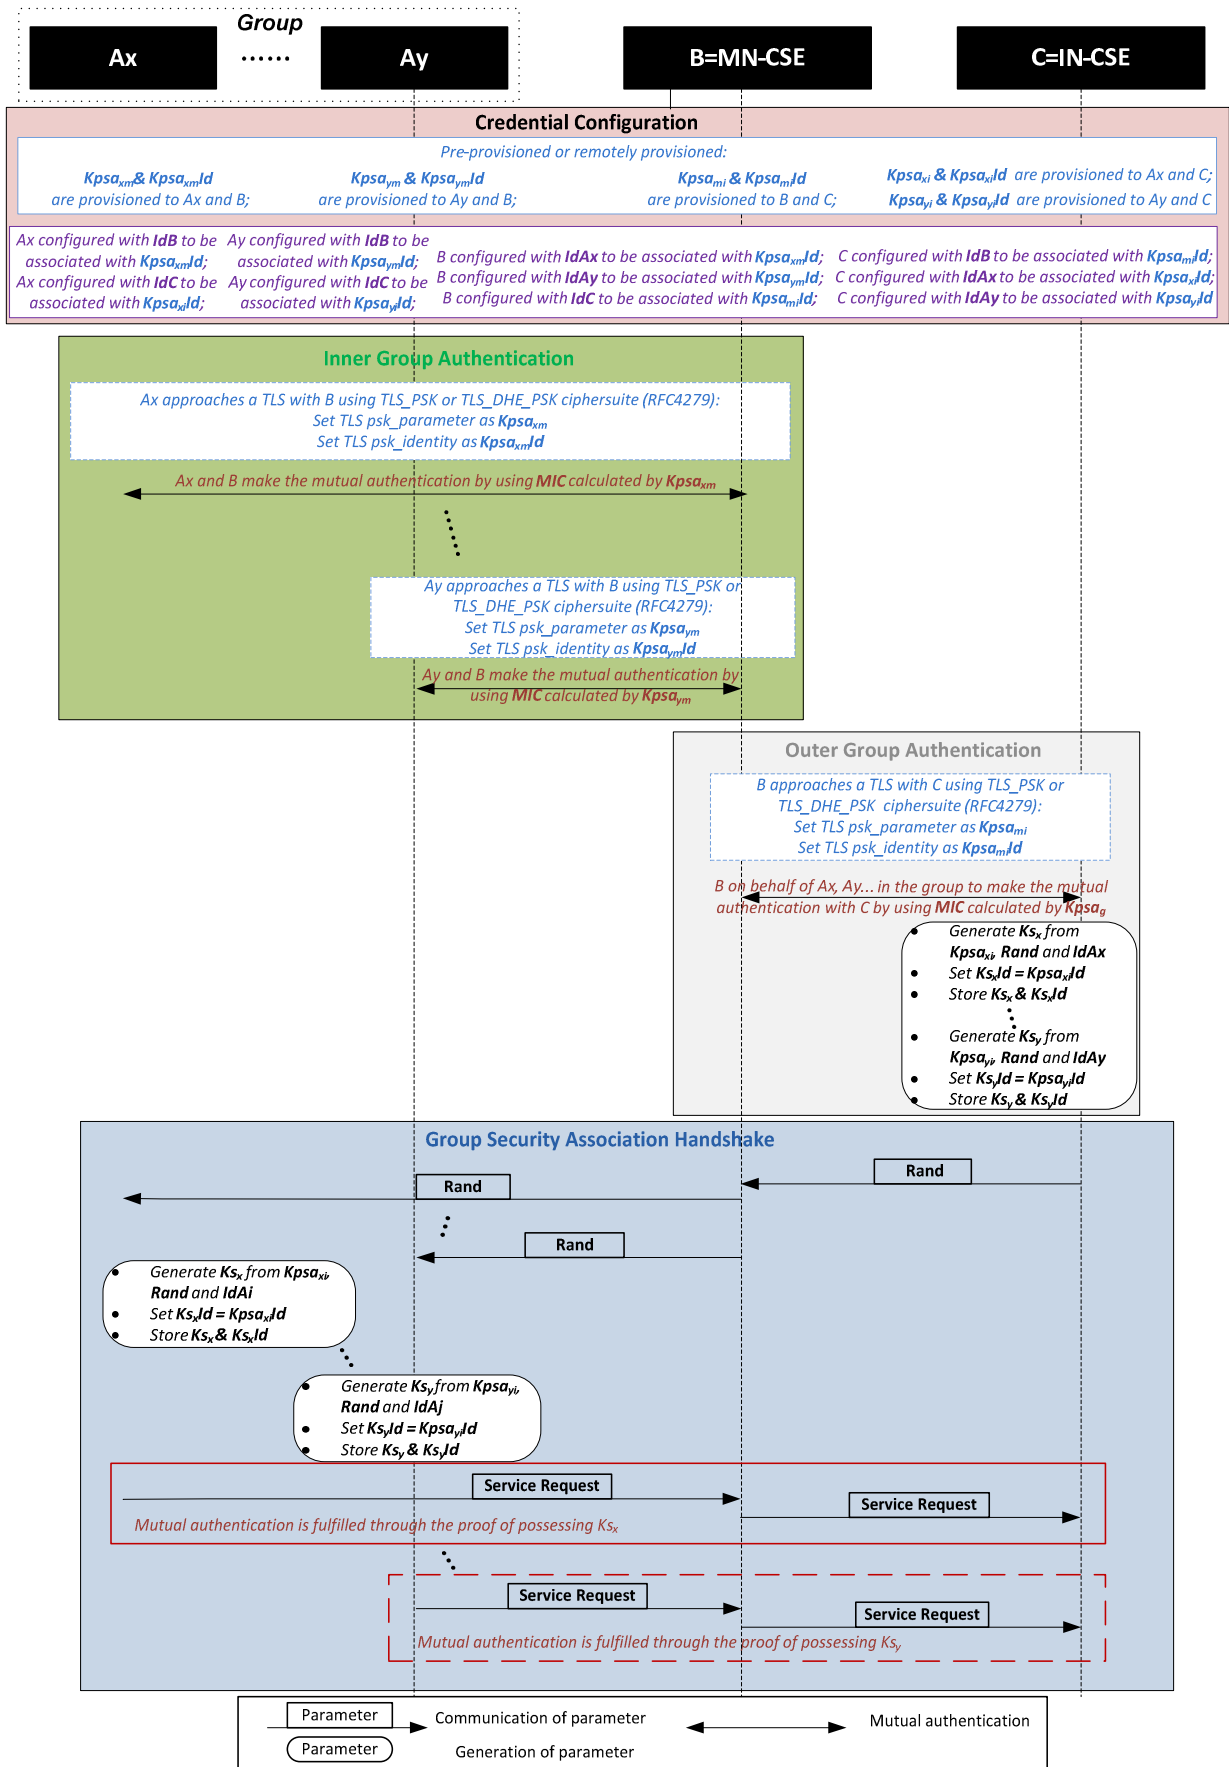 Group
Ax
......
Ay
B=MN-CSE
C=IN-CSE
Credential Configuration
Pre-provisioned or remotely provisioned:
Kpsaxm& KpsaxmId
are provisioned to Ax and B;
Kpsaym & KpsaymId
are provisioned to Ay and B;
Kpsami & KpsamiId
are provisioned to B and C;
Kpsaxi & KpsaxiId are provisioned to Ax and C;
Kpsayi & KpsayiId are provisioned to Ay and C
Ax configured with IdB to be
associated with KpsaxmId;
Ax configured with IdC to be
associated with KpsaxiId;
Ay configured with IdB to be
associated with KpsaymId;
Ay configured with IdC to be
associated with KpsayiId;
B configured with IdAx to be associated with KpsaxmId;
B configured with IdAy to be associated with KpsaymId;
B configured with IdC to be associated with KpsamiId;
C configured with IdB to be associated with KpsamiId;
C configured with IdAx to be associated with KpsaxiId;
C configured with IdAy to be associated with KpsayiId
Inner Group Authentication
Ax approaches a TLS with B using TLS_PSK or TLS_DHE_PSK ciphersuite (RFC4279):
Set TLS psk_parameter as Kpsaxm
Set TLS psk_identity as KpsaxmId
Ax and B make the mutual authentication by using MIC calculated by Kpsaxm
Ay approaches a TLS with B using TLS_PSK or
TLS_DHE_PSK ciphersuite (RFC4279):
Set TLS psk_parameter as Kpsaym
Set TLS psk_identity as KpsaymId
Ay and B make the mutual authentication by
using MIC calculated by Kpsaym
Outer Group Authentication
B approaches a TLS with C using TLS_PSK or
TLS_DHE_PSK ciphersuite (RFC4279):
Set TLS psk_parameter as Kpsami
Set TLS psk_identity as KpsamiId
B on behalf of Ax, Ay... in the group to make the mutual
authentication with C by using MIC calculated by Kpsag
• Generate Ksx from
Kpsaxi, Rand and IdAx
• Set KsxId = KpsaxiId
• Store Ksx & KsxId
• Generate Ksy from
Kpsayi, Rand and IdAy
• Set KsyId = KpsayiId
• Store Ksy & KsyId
Group Security Association Handshake
Rand
Rand
Rand
• Generate Ksx from Kpsaxi,
Rand and IdAi
• Set KsxId = KpsaxiId
• Store Ksx & KsxId
• Generate Ksy from Kpsayi,
Rand and IdAj
• Set KsyId = KpsayiId
• Store Ksy & KsyId
Service Request
Service Request
Mutual authentication is fulfilled through the proof of possessing Ksx
Service Request
Service Request
Mutual authentication is fulfilled through the proof of possessing Ksy
Parameter
Communication of parameter
Mutual authentication
Parameter
Generation of parameter